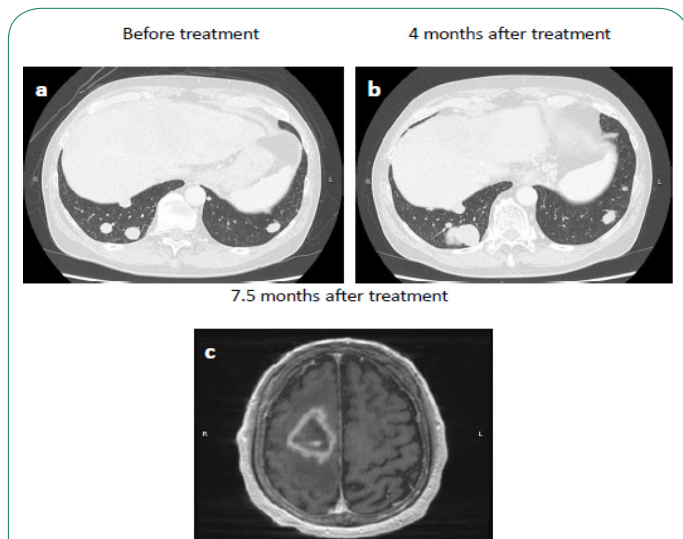 Before treatment
4 months after treatment
a
b
R
L
R
L
7.5 months after treatment
c
R
L